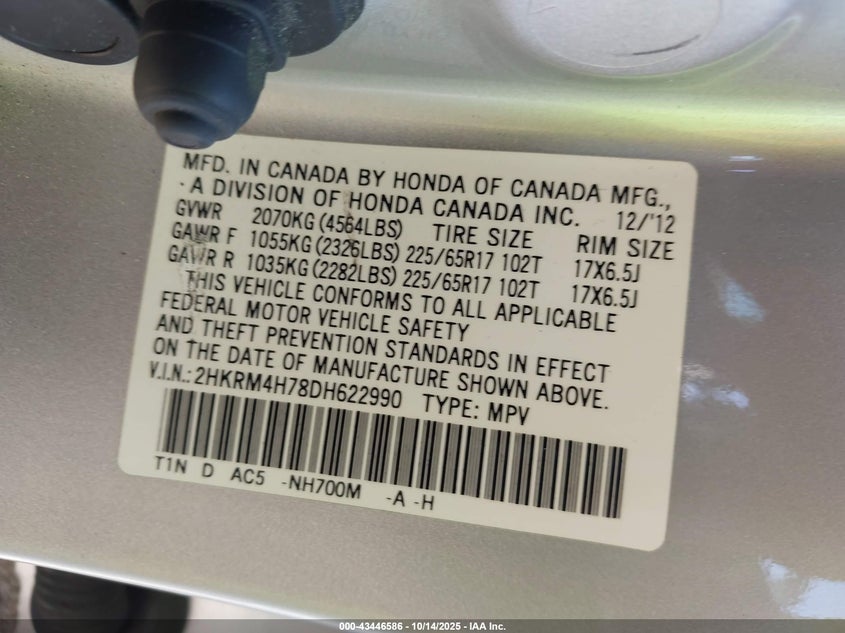 MFD. IN CANADA BY HONDA OF CANADA MFG.,
A DIVISION OF HONDA CANADA INC. 12/'12
GVWR 2070KG (4564LBS) TIRE SIZE RIM SIZE
GAWR F 1055KG (2326LBS) 225/65R17 102T 17X6.5J
GAWR R 1035KG (2282LBS) 225/65R17 102T 17X6.5J
THIS VEHICLE CONFORMS TO ALL APPLICABLE
FEDERAL MOTOR VEHICLE SAFETY
AND THEFT PREVENTION STANDARDS IN EFFECT
ON THE DATE OF MANUFACTURE SHOWN ABOVE.
V.I.N.: 2HKRM4H78DH622990 TYPE: MPV
T1N D AC5 -NH700M -A -H
000-43446586 - 10/14/2025 - IAA Inc.